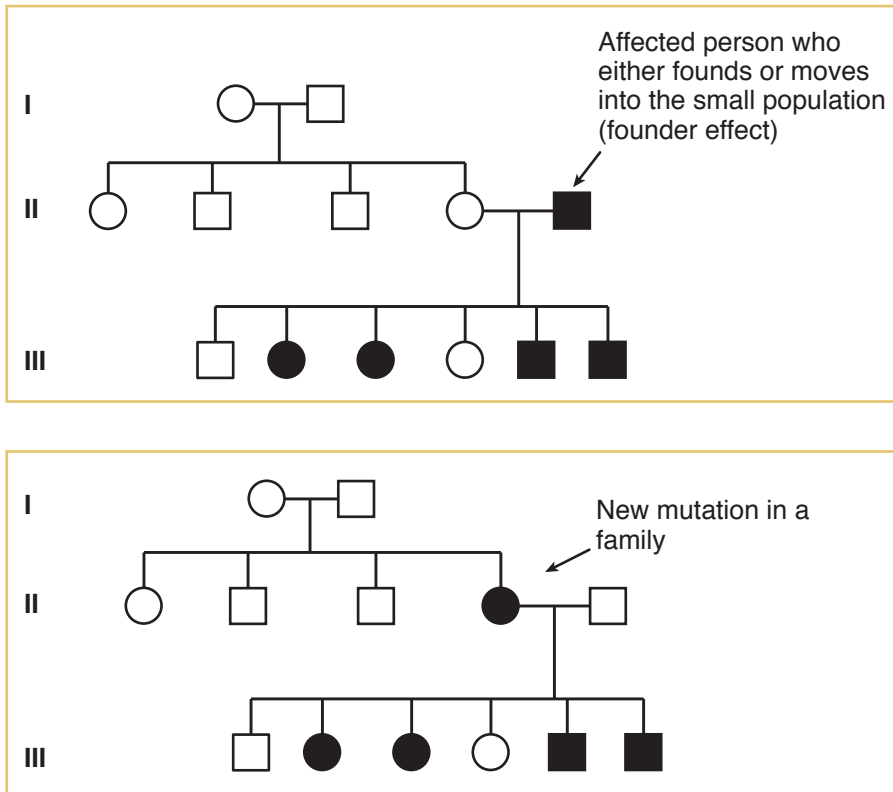 Affected person who
either founds or moves
into the small population
(founder effect)
I
II
III
New mutation in a
family
I
II
III